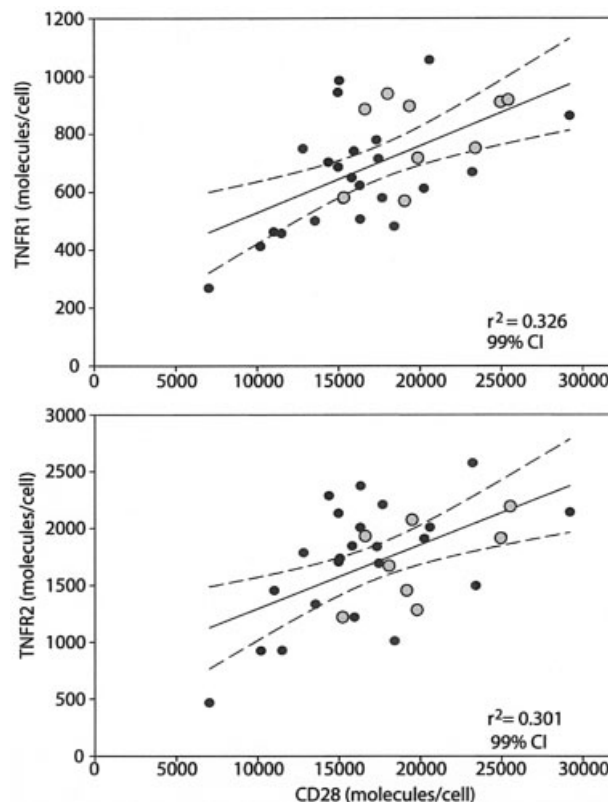 1200
1000
800
600
400
200
0
TNFR1 (molecules/cell)
r² = 0.326
99% CI
0 5000 10000 15000 20000 25000 30000
3000
2500
2000
1500
1000
500
0
TNFR2 (molecules/cell)
r² = 0.301
99% CI
0 5000 10000 15000 20000 25000 30000
CD28 (molecules/cell)